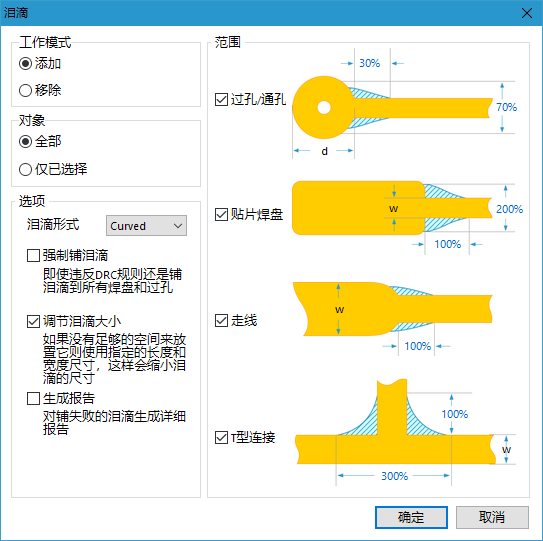 泪滴
工作模式
添加
移除
对象
全部
仅已选择
选项
泪滴形式
Curved
强制铺泪滴
即使违反DRC规则还是铺
泪滴到所有焊盘和过孔
调节泪滴大小
如果没有足够的空间来放
置它则使用指定的长度和
宽度尺寸，这样会缩小泪
滴的尺寸
生成报告
对铺失败的泪滴生成详细
报告
范围
过孔/通孔
30%
70%
d
贴片焊盘
w
200%
100%
走线
w
100%
T型连接
100%
w
300%
确定
取消